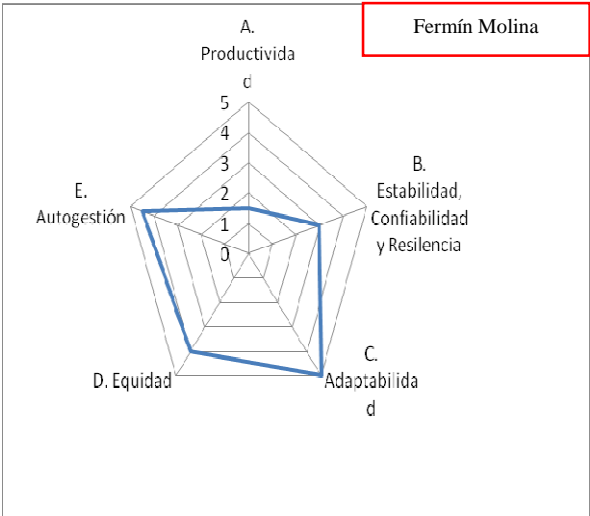 Fermín Molina
A.
Productivida
d
5
4
3
2
1
0
B.
Estabilidad,
Confiabilidad
y Resilencia
C.
Adaptabilida
d
D. Equidad
E.
Autogestión